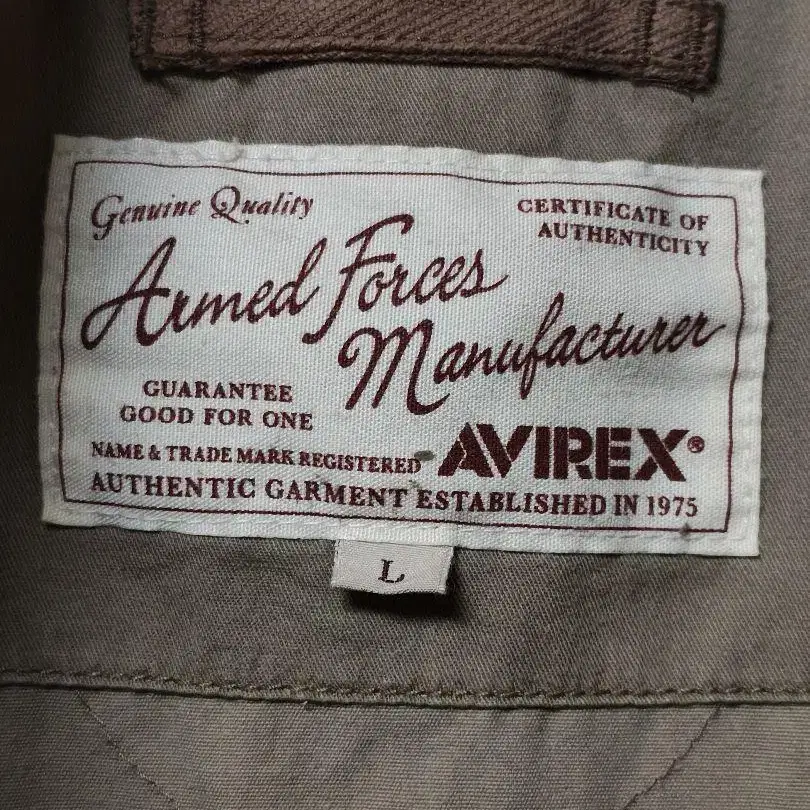 Genuine Quality
CERTIFICATE OF
AUTHENTICITY
Armed Forces
Manufacturer
GUARANTEE
GOOD FOR ONE
NAME & TRADE MARK REGISTERED
AVIREX®
AUTHENTIC GARMENT ESTABLISHED IN 1975
L